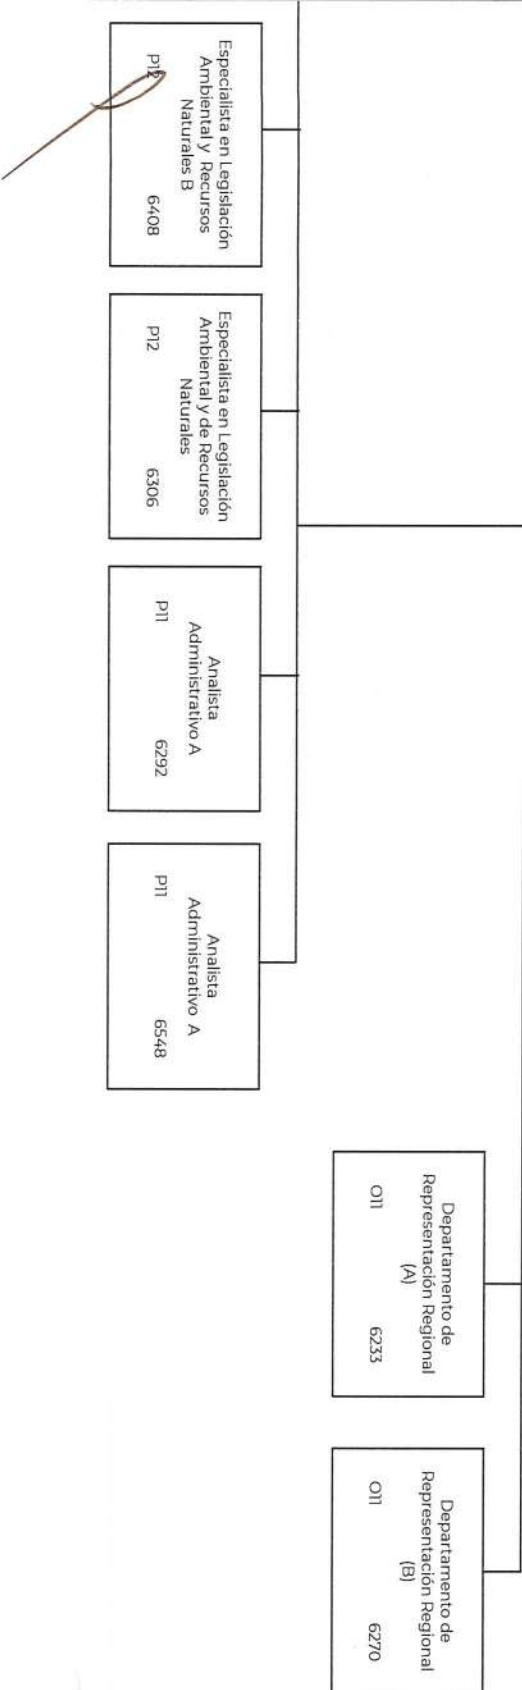 Departamento de
Representación Regional
(A)
O11 6233
Departamento de
Representación Regional
(B)
O11 6270
Especialista en Legislación
Ambiental y Recursos
Naturales B
P12 6408
Especialista en Legislación
Ambiental y de Recursos
Naturales
P12 6306
Analista
Administrativo A
P11 6292
Analista
Administrativo A
P11 6548